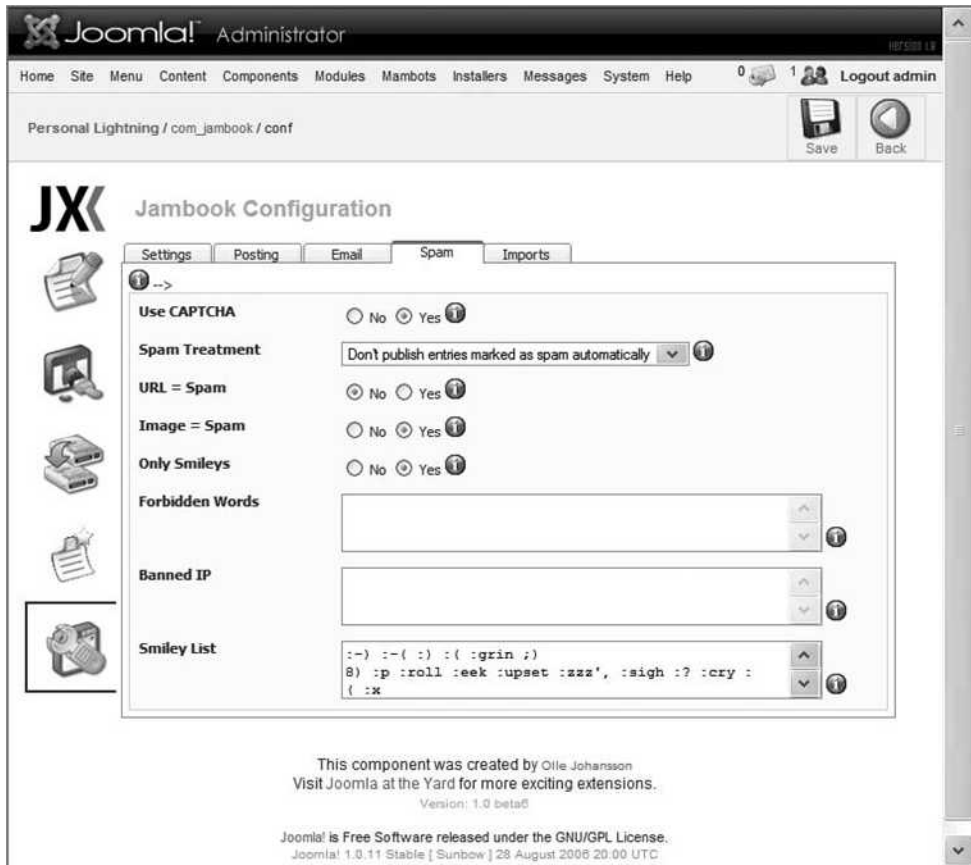 Joomla!™ Administrator
Version 1.0
Home Site Menu Content Components Modules Mambots Installers Messages System Help 0 1 Logout admin
Personal Lightning / com_jambook / conf
Save Back
JX
Jambook Configuration
Settings Posting Email Spam Imports
-->
Use CAPTCHA No Yes
Spam Treatment Don't publish entries marked as spam automatically
URL = Spam No Yes
Image = Spam No Yes
Only Smileys No Yes
Forbidden Words
Banned IP
Smiley List :-) :-( :) :( :grin ;)
8) :p :roll :eek :upset :zzz', :sigh :? :cry :
( :x
This component was created by Olle Johansson
Visit Joomla at the Yard for more exciting extensions.
Version: 1.0 beta6
Joomla! is Free Software released under the GNU/GPL License.
Joomla! 1.0.11 Stable [ Sunbow ] 28 August 2006 20:00 UTC